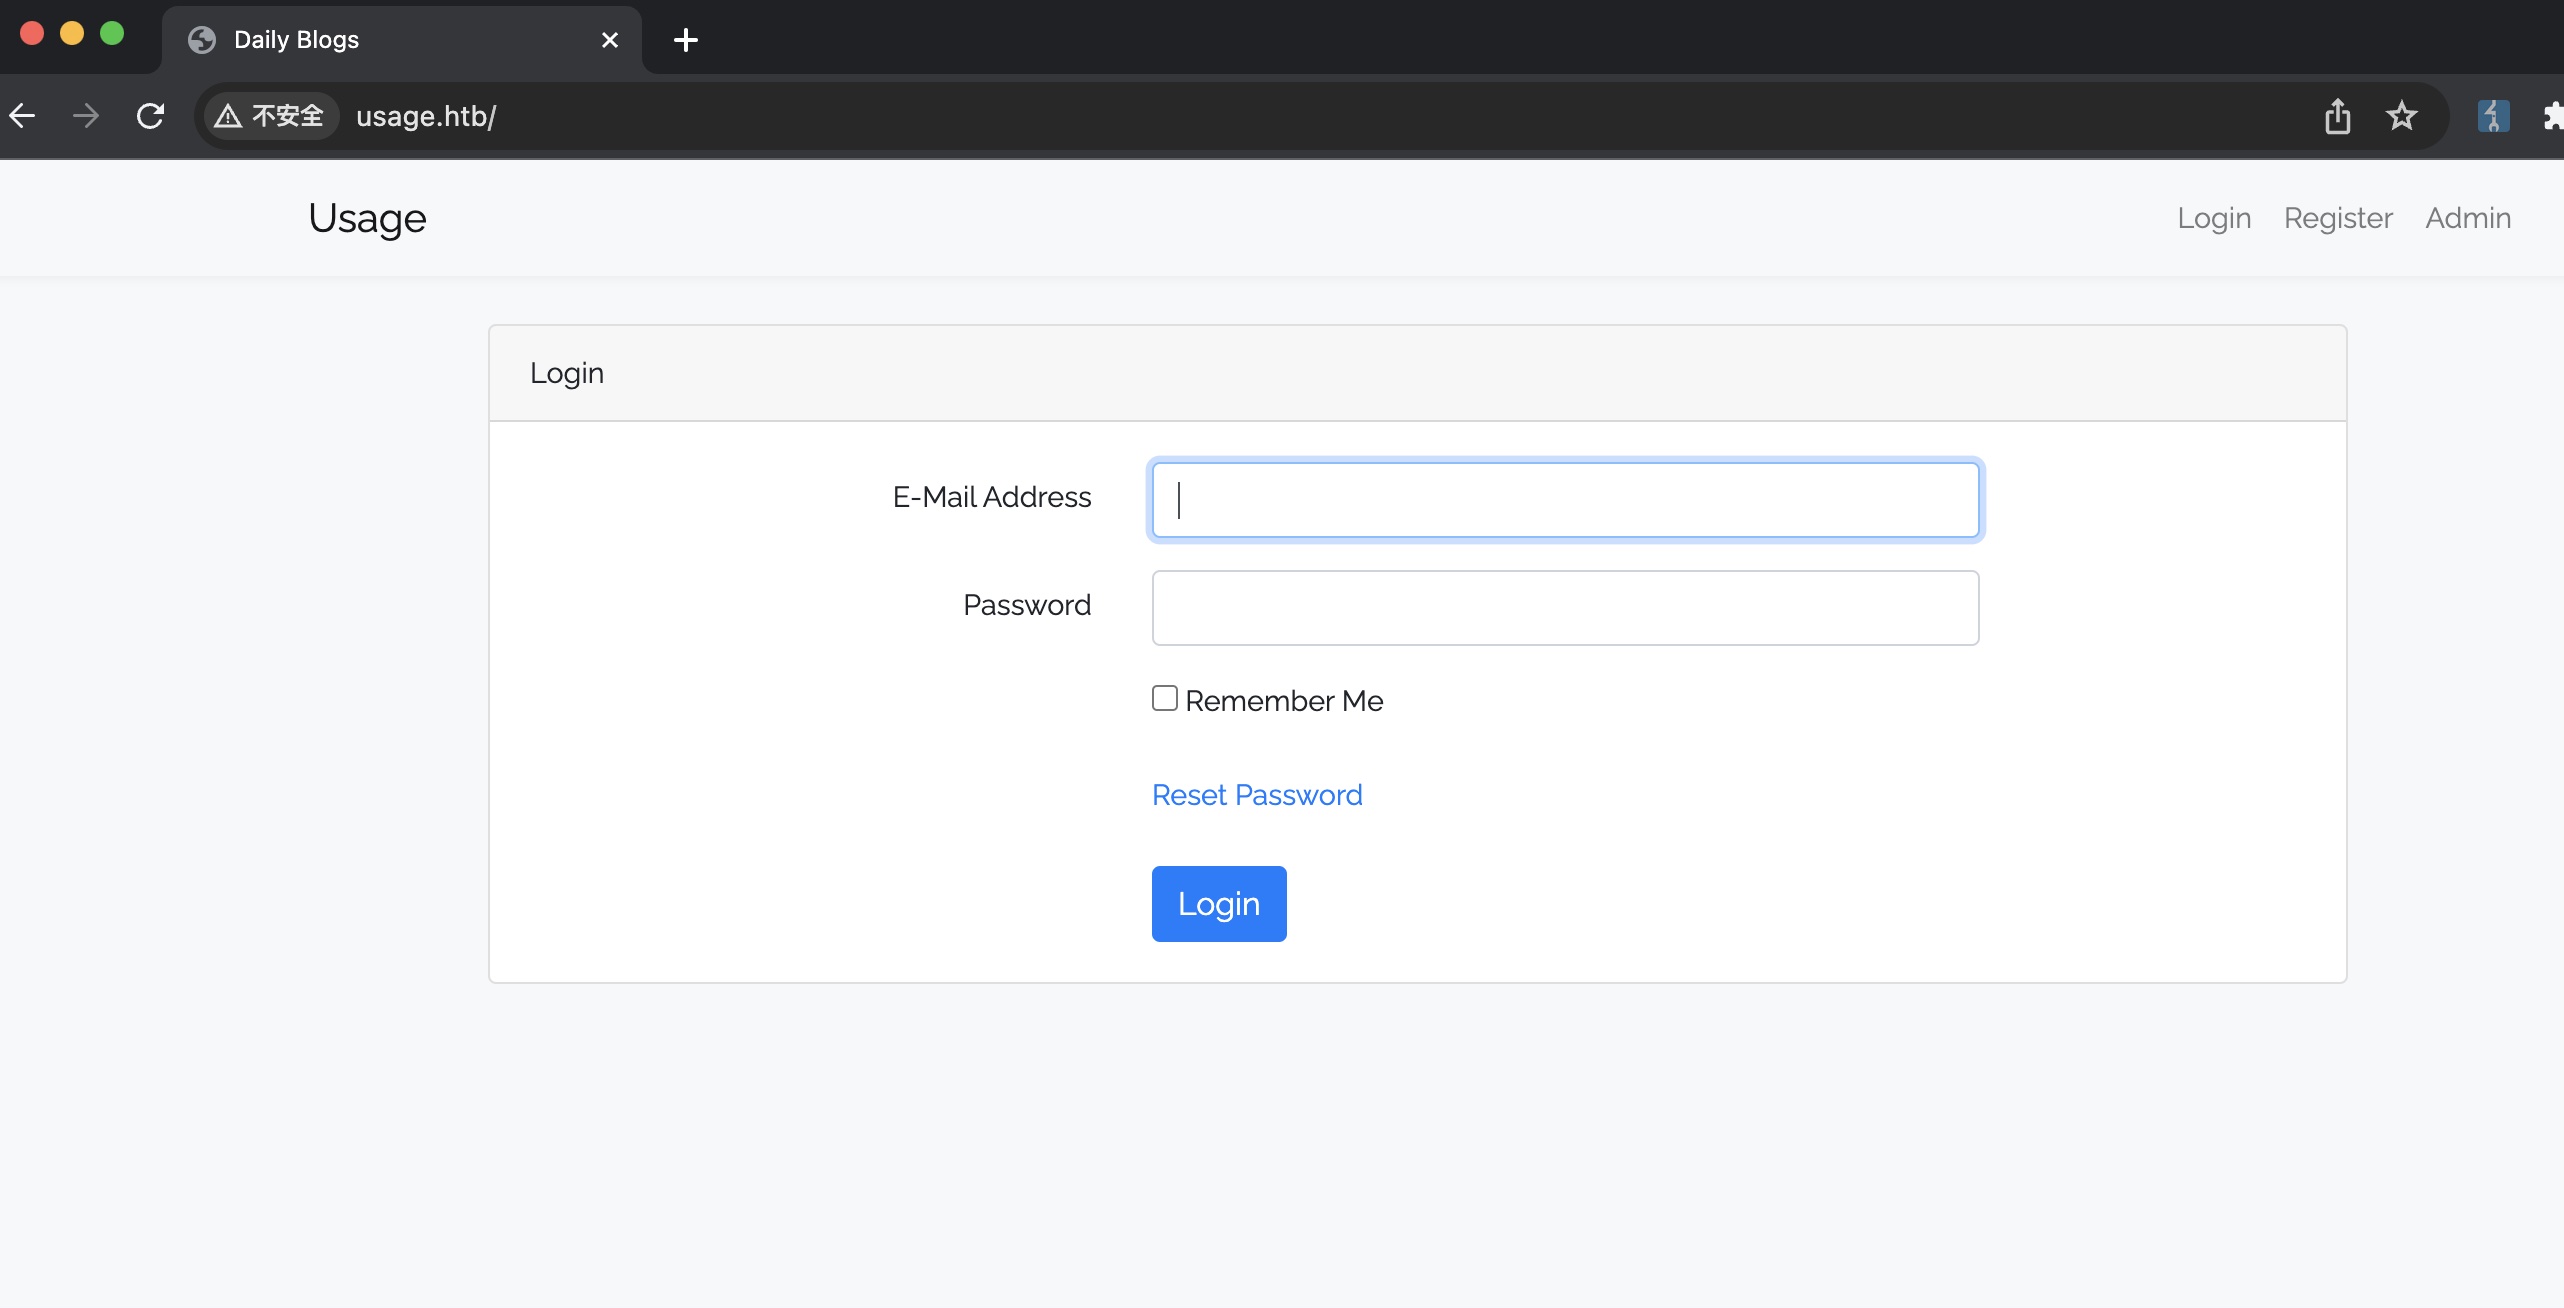 Daily Blogs
不安全 usage.htb/
Usage
Login Register Admin
Login
E-Mail Address
Password
Remember Me
Reset Password
Login